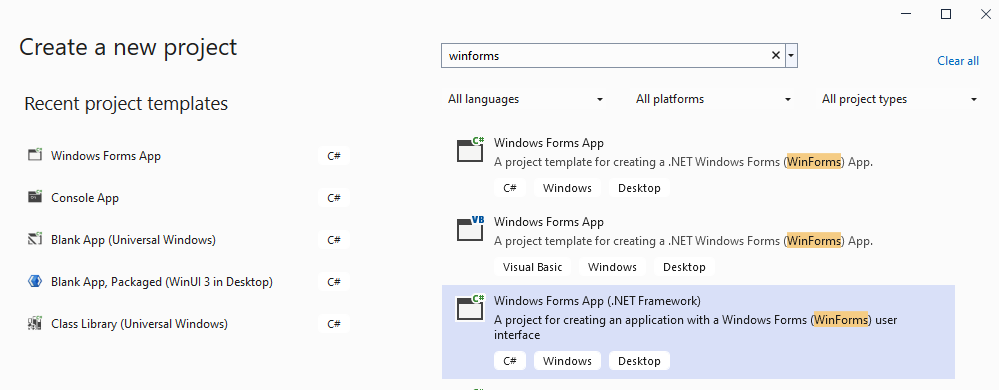 Create a new project
Recent project templates
Windows Forms App C#
Console App C#
Blank App (Universal Windows) C#
Blank App, Packaged (WinUI 3 in Desktop) C#
Class Library (Universal Windows) C#
winforms
Clear all
All languages All platforms All project types
C#
Windows Forms App
A project template for creating a .NET Windows Forms (WinForms) App.
C# Windows Desktop
VB
Windows Forms App
A project template for creating a .NET Windows Forms (WinForms) App.
Visual Basic Windows Desktop
C#
Windows Forms App (.NET Framework)
A project for creating an application with a Windows Forms (WinForms) user
interface
C# Windows Desktop